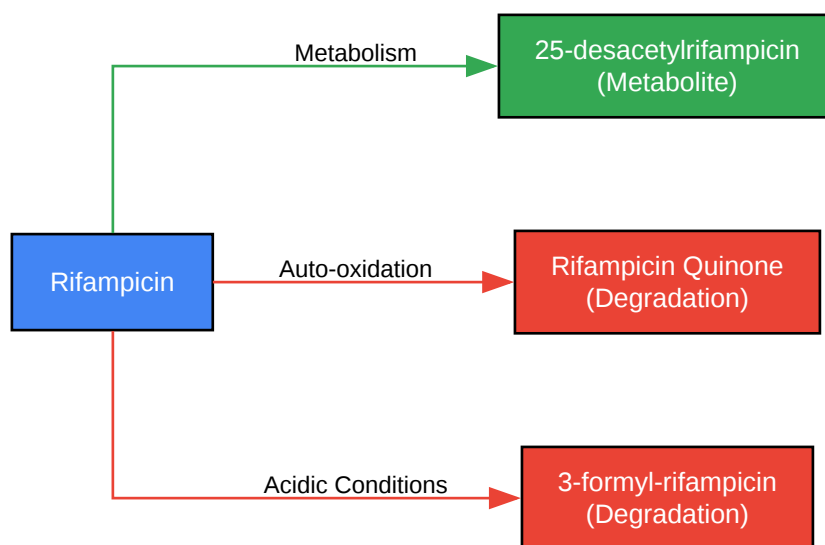 Metabolism
25-desacetylrifampicin
(Metabolite)
Rifampicin
Auto-oxidation
Rifampicin Quinone
(Degradation)
Acidic Conditions
3-formyl-rifampicin
(Degradation)